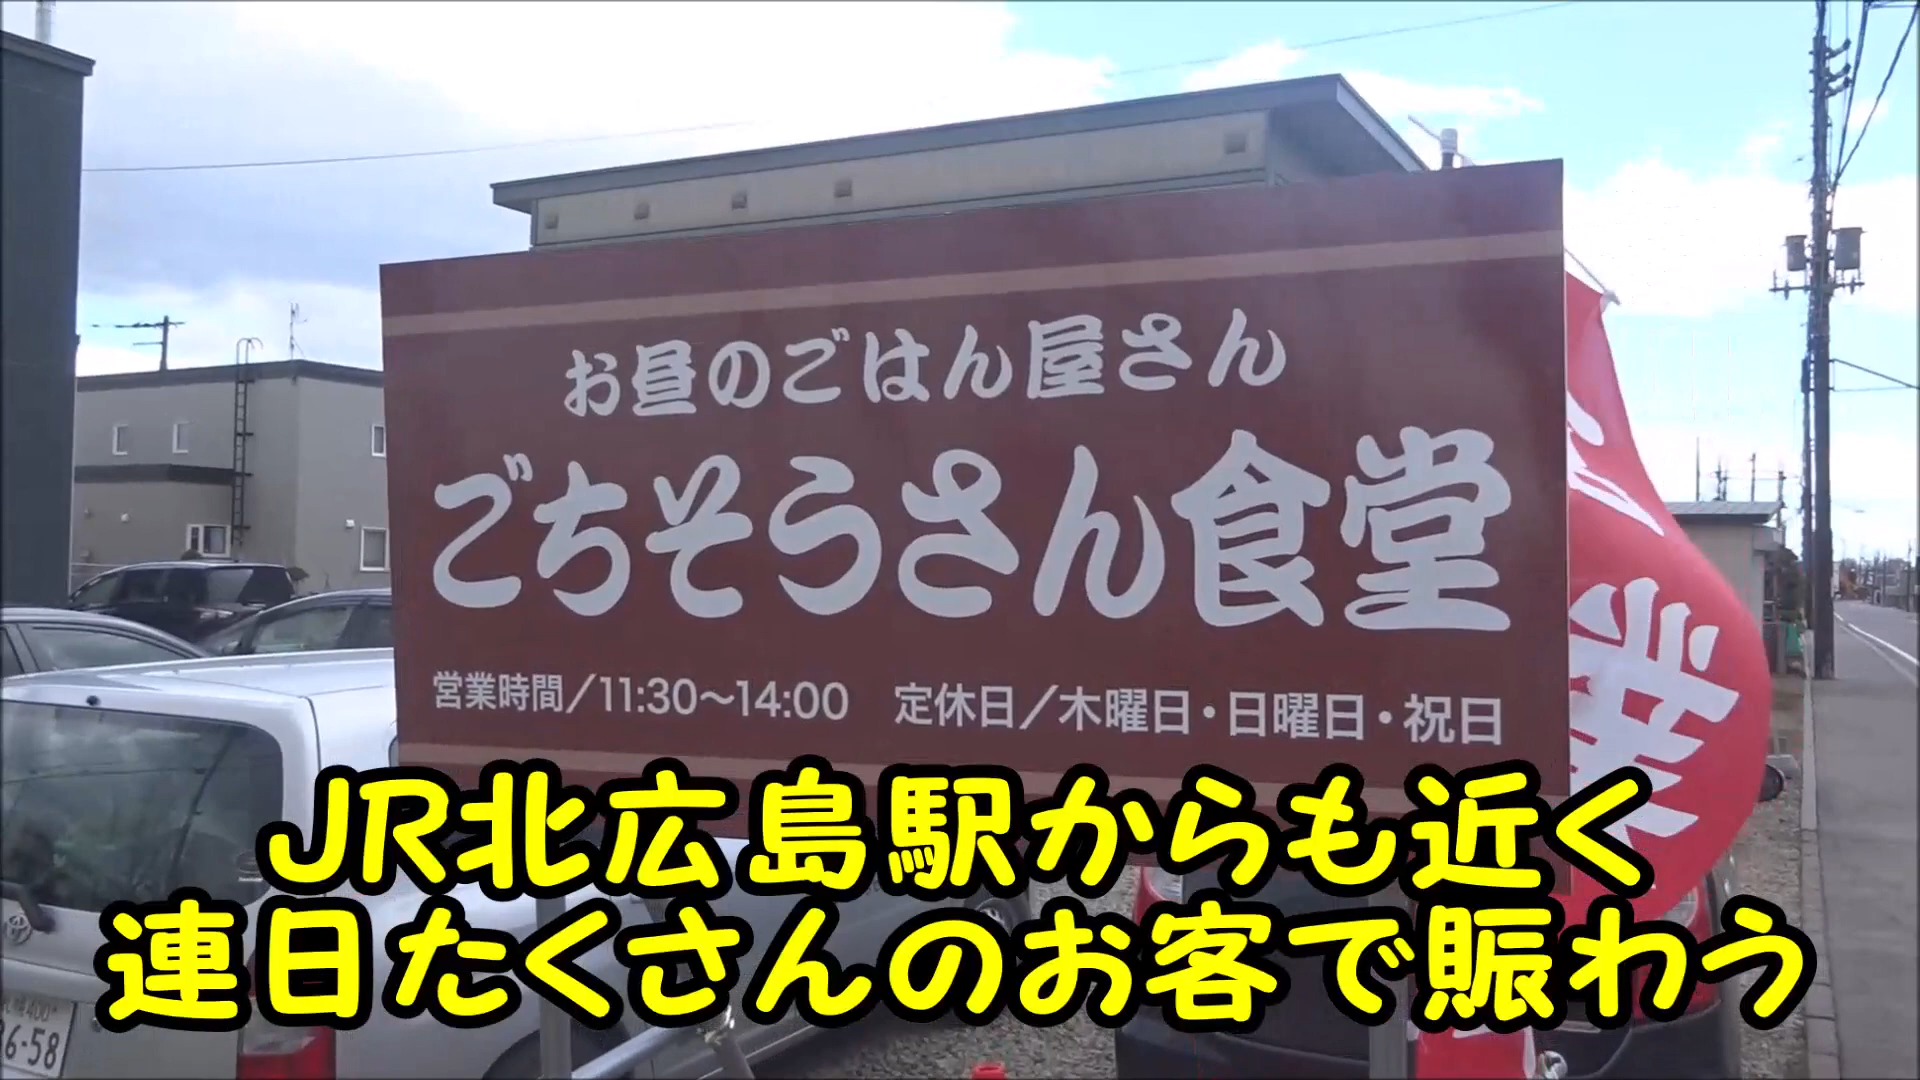 お昼のごはん屋さん
ごちそうさん食堂
営業時間/11:30〜14:00 定休日/木曜日・日曜日・祝日
業
JR北広島駅からも近く
連日たくさんのお客で賑わう
6-58